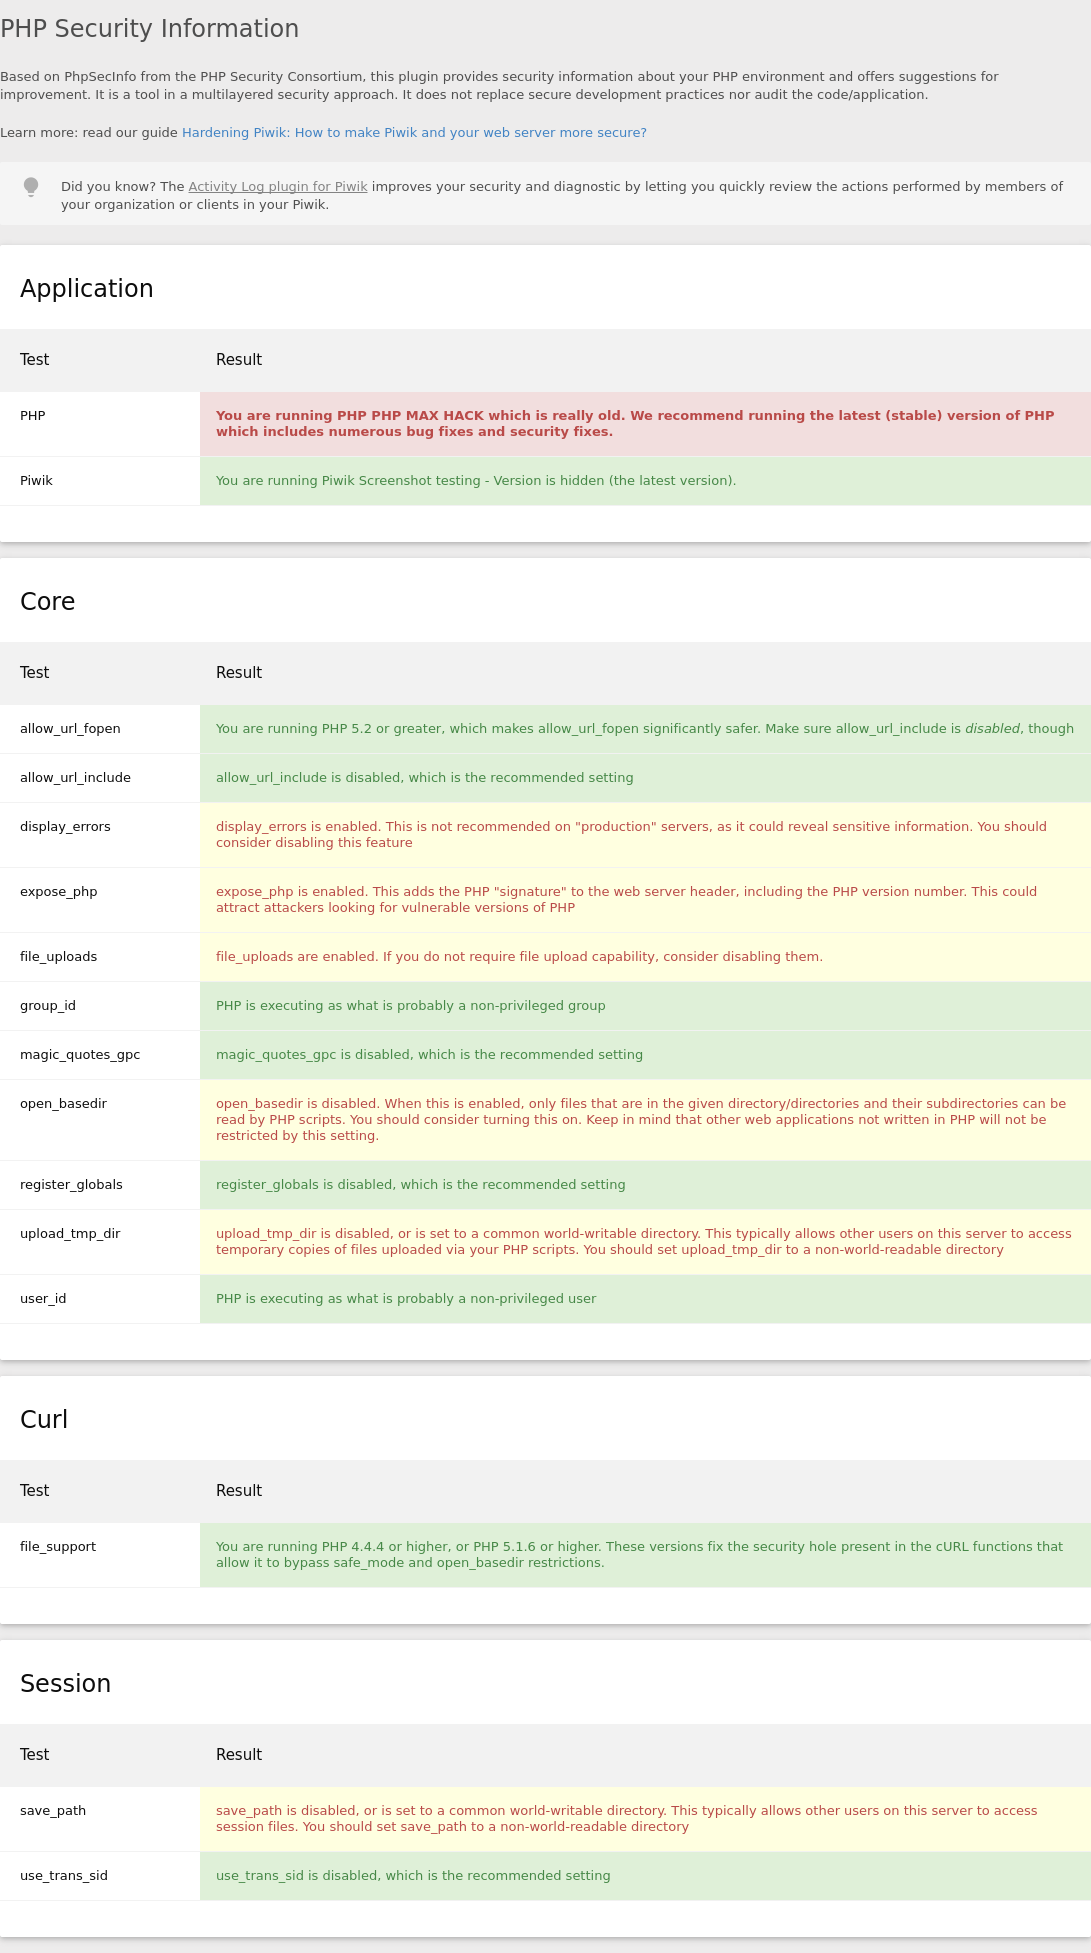 PHP Security Information
Based on PhpSecInfo from the PHP Security Consortium, this plugin provides security information about your PHP environment and offers suggestions for
improvement. It is a tool in a multilayered security approach. It does not replace secure development practices nor audit the code/application.
Learn more: read our guide Hardening Piwik: How to make Piwik and your web server more secure?
Did you know? The Activity Log plugin for Piwik improves your security and diagnostic by letting you quickly review the actions performed by members of
your organization or clients in your Piwik.
Application
Test Result
PHP You are running PHP PHP MAX HACK which is really old. We recommend running the latest (stable) version of PHP
which includes numerous bug fixes and security fixes.
Piwik You are running Piwik Screenshot testing - Version is hidden (the latest version).
Core
Test Result
allow_url_fopen You are running PHP 5.2 or greater, which makes allow_url_fopen significantly safer. Make sure allow_url_include is disabled, though
allow_url_include allow_url_include is disabled, which is the recommended setting
display_errors display_errors is enabled. This is not recommended on "production" servers, as it could reveal sensitive information. You should
consider disabling this feature
expose_php expose_php is enabled. This adds the PHP "signature" to the web server header, including the PHP version number. This could
attract attackers looking for vulnerable versions of PHP
file_uploads file_uploads are enabled. If you do not require file upload capability, consider disabling them.
group_id PHP is executing as what is probably a non-privileged group
magic_quotes_gpc magic_quotes_gpc is disabled, which is the recommended setting
open_basedir open_basedir is disabled. When this is enabled, only files that are in the given directory/directories and their subdirectories can be
read by PHP scripts. You should consider turning this on. Keep in mind that other web applications not written in PHP will not be
restricted by this setting.
register_globals register_globals is disabled, which is the recommended setting
upload_tmp_dir upload_tmp_dir is disabled, or is set to a common world-writable directory. This typically allows other users on this server to access
temporary copies of files uploaded via your PHP scripts. You should set upload_tmp_dir to a non-world-readable directory
user_id PHP is executing as what is probably a non-privileged user
Curl
Test Result
file_support You are running PHP 4.4.4 or higher, or PHP 5.1.6 or higher. These versions fix the security hole present in the cURL functions that
allow it to bypass safe_mode and open_basedir restrictions.
Session
Test Result
save_path save_path is disabled, or is set to a common world-writable directory. This typically allows other users on this server to access
session files. You should set save_path to a non-world-readable directory
use_trans_sid use_trans_sid is disabled, which is the recommended setting